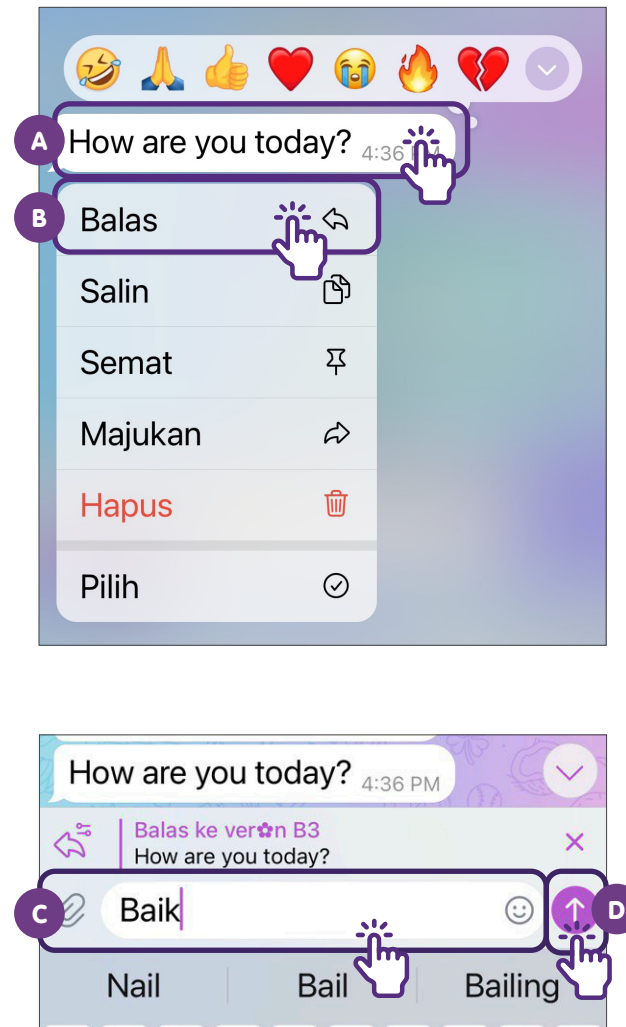 A
How are you today? 4:36 PM
B
Balas
Salin
Semat
Majukan
Hapus
Pilih
How are you today? 4:36 PM
Balas ke ver✿n B3
How are you today?
C
Baik
D
Nail Bail Bailing